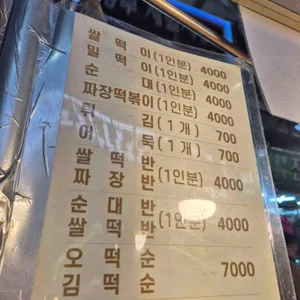 쌀 떡 이 (1인분) 4000
밀 떡 이 (1인분) 4000
순 대 (1인분) 4000
짜장떡볶이 (1인분) 4000
튀 김 (1개) 700
어 묵 (1개) 700
쌀 떡 반
짜 장 반 (1인분) 4000
순 대 반
쌀 떡 반 (1인분) 4000
오 떡 순
김 떡 순 7000